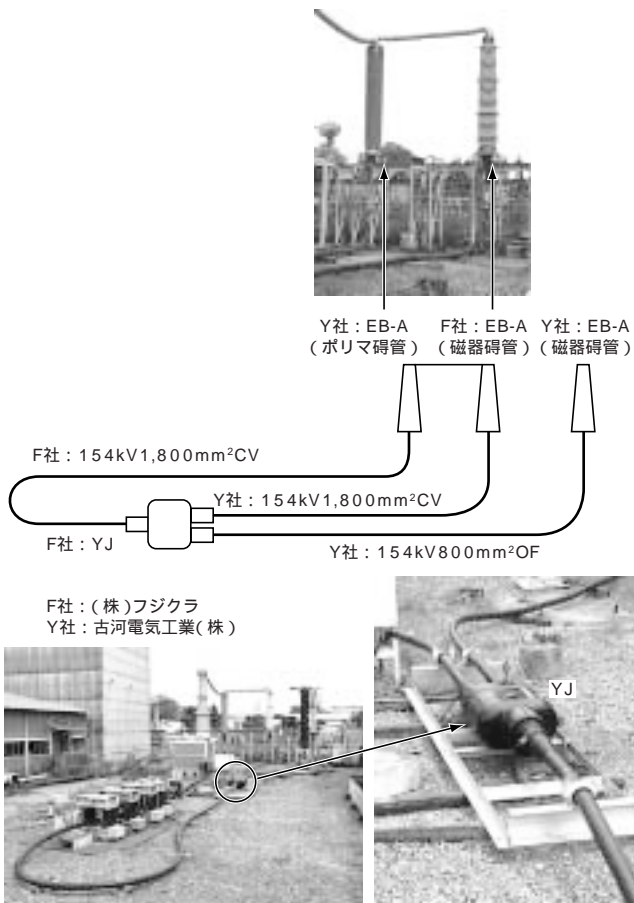 Y社：EB-A F社：EB-A Y社：EB-A
（ポリマ碍管） （磁器碍管） （磁器碍管）
F社：154kV1,800mm²CV
Y社：154kV1,800mm²CV
F社：YJ
Y社：154kV800mm²OF
F社：(株)フジクラ
Y社：古河電気工業(株)
YJ